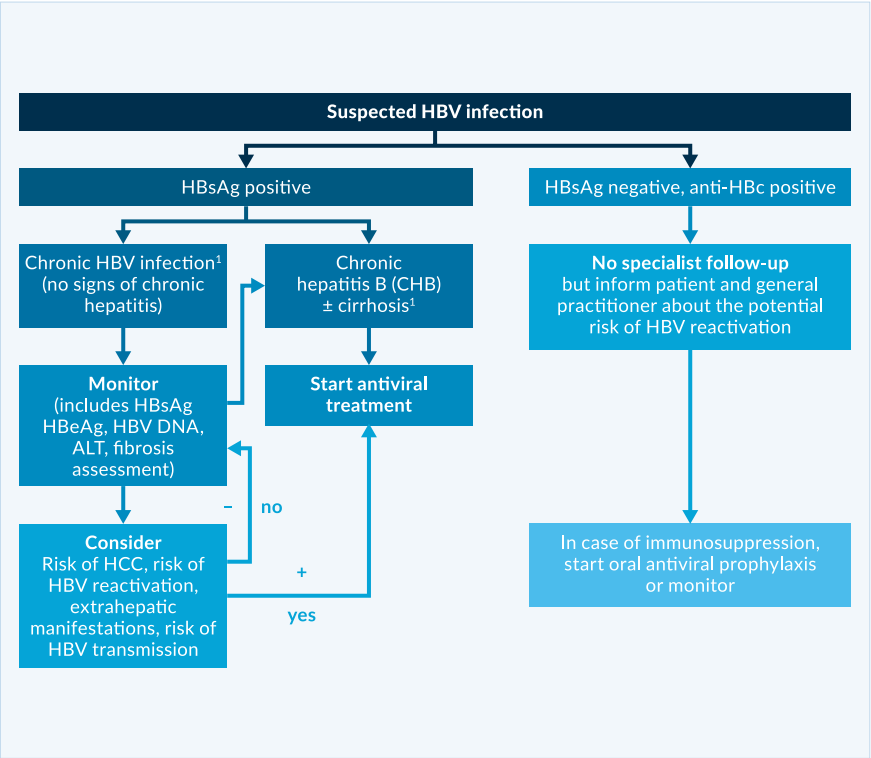 Suspected HBV infection
HBsAg positive
HBsAg negative, anti-HBc positive
Chronic HBV infection¹
(no signs of chronic
hepatitis)
Chronic
hepatitis B (CHB)
± cirrhosis¹
No specialist follow-up
but inform patient and general
practitioner about the potential
risk of HBV reactivation
Monitor
(includes HBsAg
HBeAg, HBV DNA,
ALT, fibrosis
assessment)
Start antiviral
treatment
– no
Consider
Risk of HCC, risk of
HBV reactivation,
extrahepatic
manifestations, risk of
HBV transmission
+
yes
In case of immunosuppression,
start oral antiviral prophylaxis
or monitor